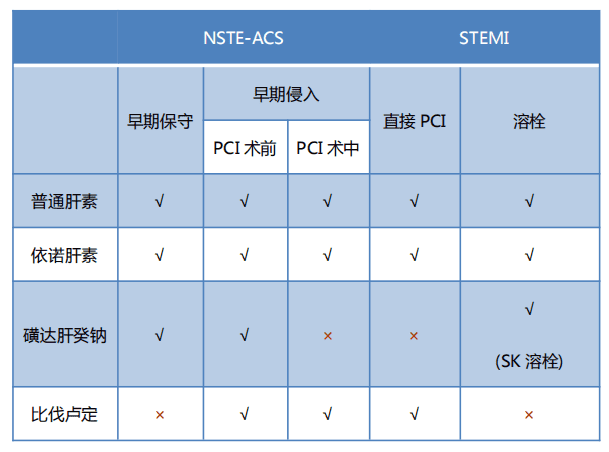 NSTE-ACS STEMI
早期保守 早期侵入 直接 PCI 溶栓
PCI 术前 PCI 术中
普通肝素 √ √ √ √ √
依诺肝素 √ √ √ √ √
磺达肝癸钠 √ √ × × √
(SK 溶栓)
比伐卢定 × √ √ √ ×